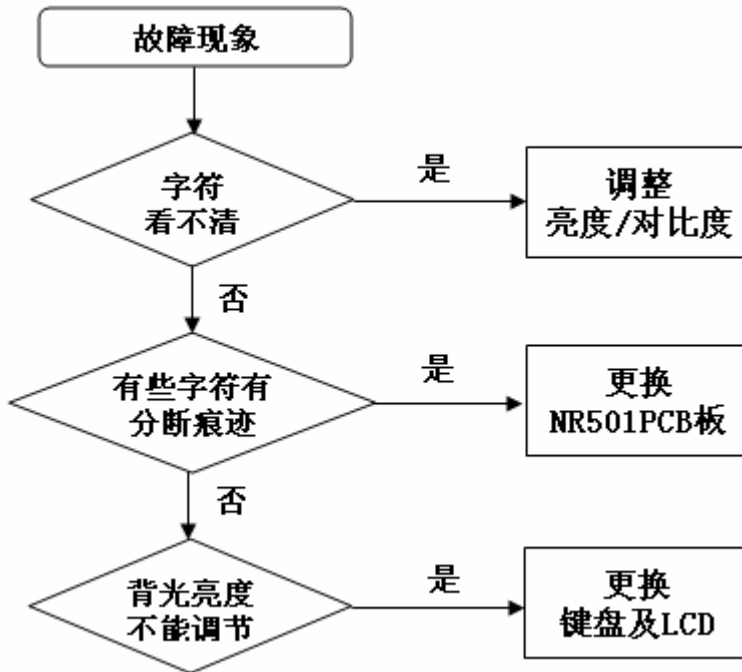 故障现象
字符
看不清
是
调整
亮度/对比度
否
有些字符有
分断痕迹
是
更换
NR501PCB板
否
背光亮度
不能调节
是
更换
键盘及LCD